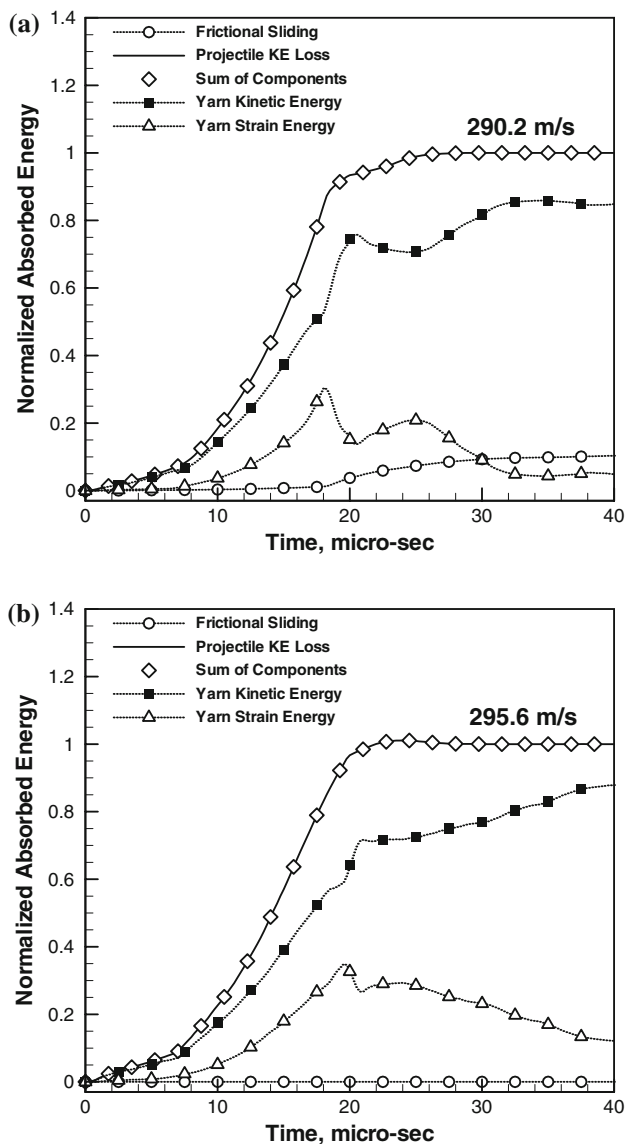 (a)
1.4
1.2
1
0.8
0.6
0.4
0.2
0
Normalized Absorbed Energy
Frictional Sliding
Projectile KE Loss
Sum of Components
Yarn Kinetic Energy
Yarn Strain Energy
290.2 m/s
0 10 20 30 40
Time, micro-sec
(b)
1.4
1.2
1
0.8
0.6
0.4
0.2
0
Normalized Absorbed Energy
Frictional Sliding
Projectile KE Loss
Sum of Components
Yarn Kinetic Energy
Yarn Strain Energy
295.6 m/s
0 10 20 30 40
Time, micro-sec